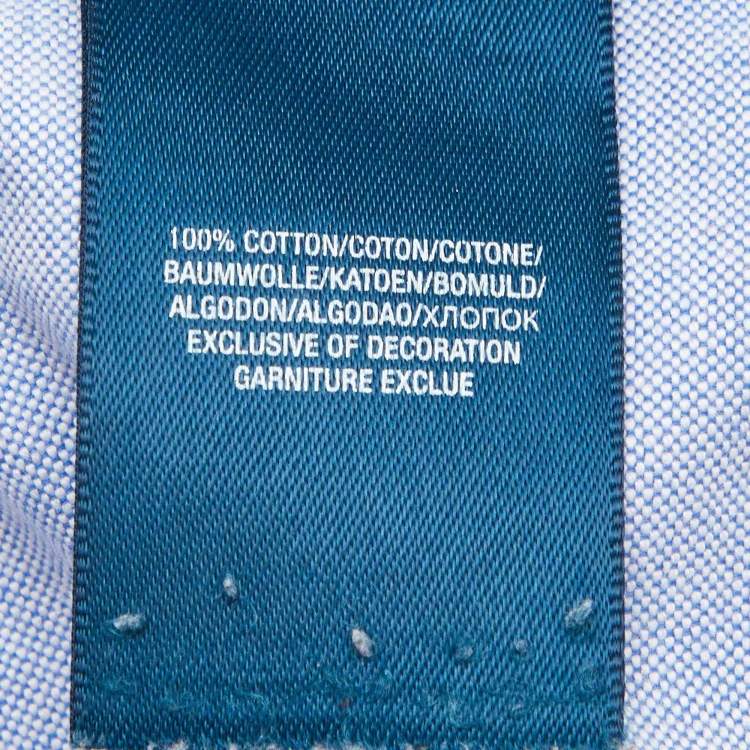 100% COTTON/COTON/COTONE/
BAUMWOLLE/KATOEN/BOMULD/
ALGODON/ALGODAO/ХЛОПОК
EXCLUSIVE OF DECORATION
GARNITURE EXCLUE